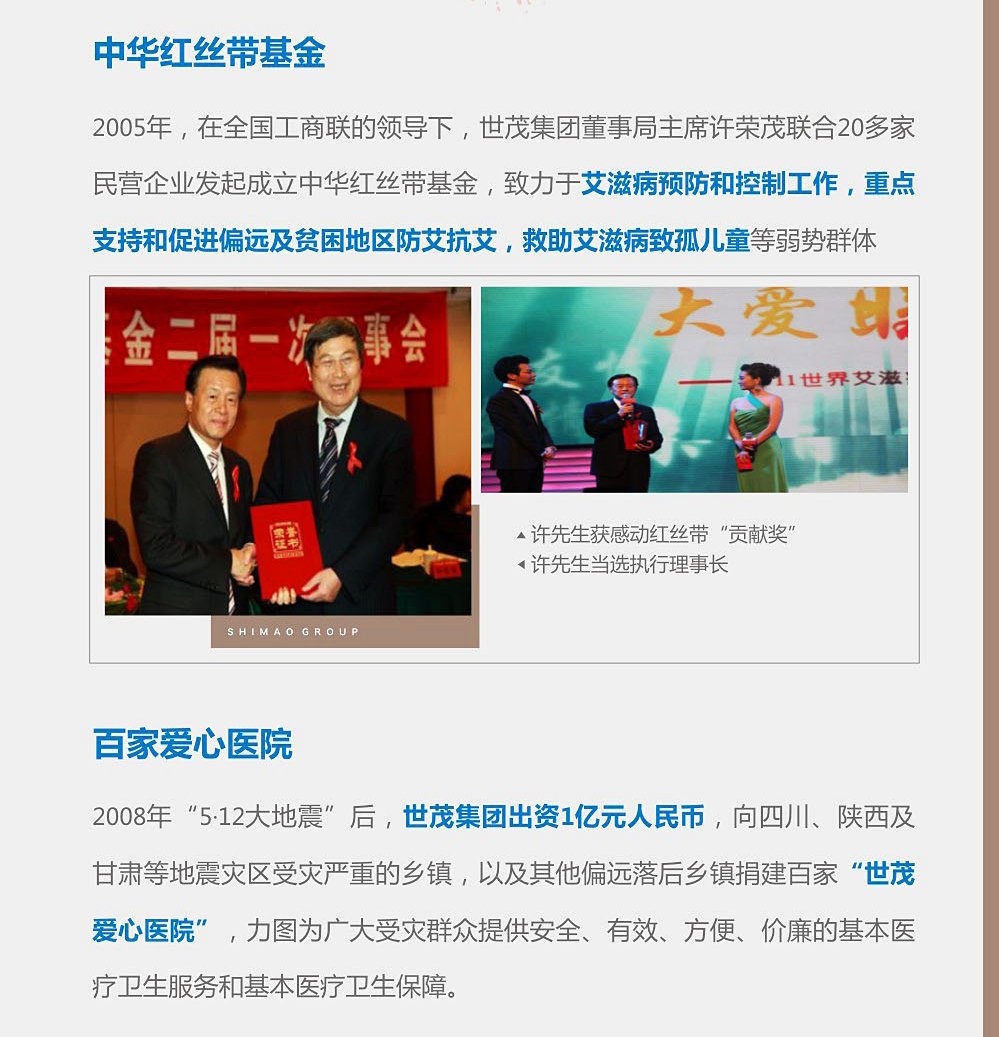 中华红丝带基金
2005年，在全国工商联的领导下，世茂集团董事局主席许荣茂联合20多家
民营企业发起成立中华红丝带基金，致力于艾滋病预防和控制工作，重点
支持和促进偏远及贫困地区防艾抗艾，救助艾滋病致孤儿童等弱势群体
基金二届一次理事会
荣誉
证书
大爱
11世界艾滋
▲许先生获感动红丝带“贡献奖”
◀许先生当选执行理事长
SHIMAO GROUP
百家爱心医院
2008年“5·12大地震”后，世茂集团出资1亿元人民币，向四川、陕西及
甘肃等地震灾区受灾严重的乡镇，以及其他偏远落后乡镇捐建百家“世茂
爱心医院”，力图为广大受灾群众提供安全、有效、方便、价廉的基本医
疗卫生服务和基本医疗卫生保障。